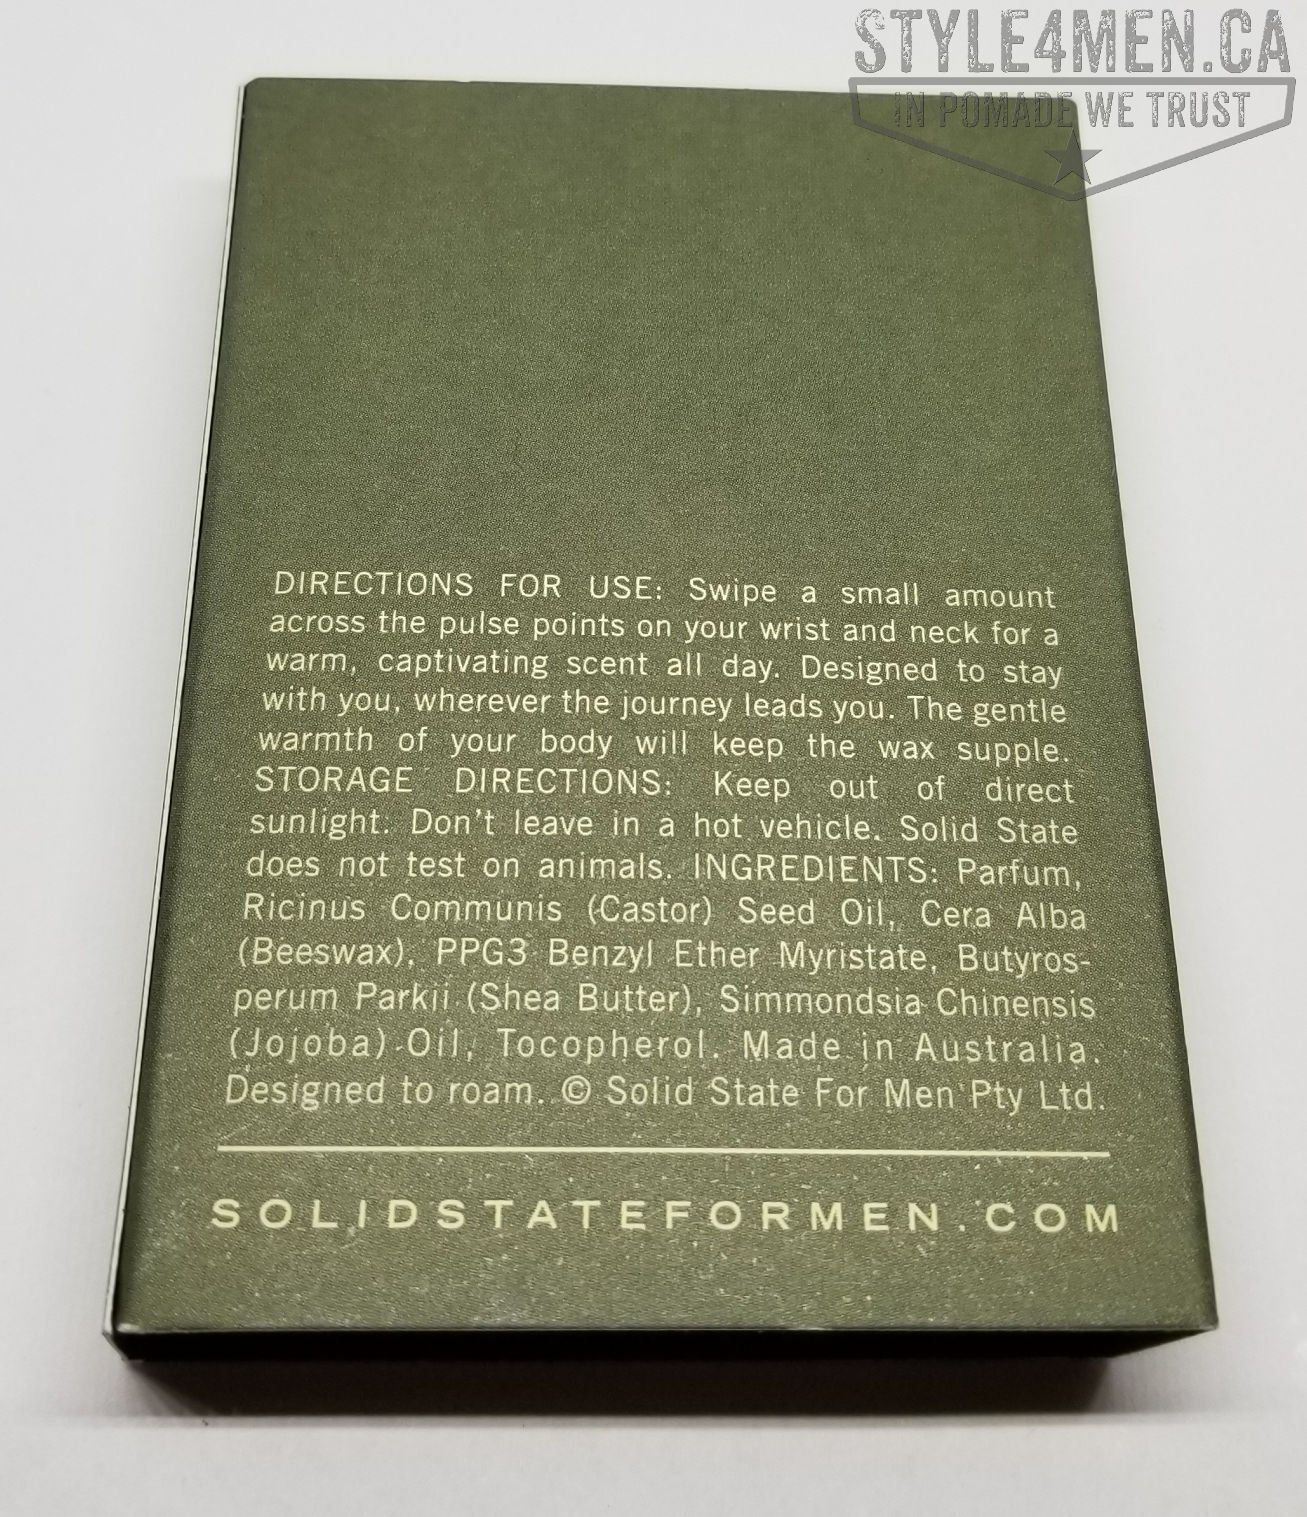 STYLE4MEN.CA
IN POMADE WE TRUST
DIRECTIONS FOR USE: Swipe a small amount
across the pulse points on your wrist and neck for a
warm, captivating scent all day. Designed to stay
with you, wherever the journey leads you. The gentle
warmth of your body will keep the wax supple.
STORAGE DIRECTIONS: Keep out of direct
sunlight. Don't leave in a hot vehicle. Solid State
does not test on animals. INGREDIENTS: Parfum,
Ricinus Communis (Castor) Seed Oil, Cera Alba
(Beeswax), PPG3 Benzyl Ether Myristate, Butyros-
perum Parkii (Shea Butter), Simmondsia Chinensis
(Jojoba) Oil, Tocopherol. Made in Australia.
Designed to roam. © Solid State For Men Pty Ltd.
SOLIDSTATEFORMEN.COM